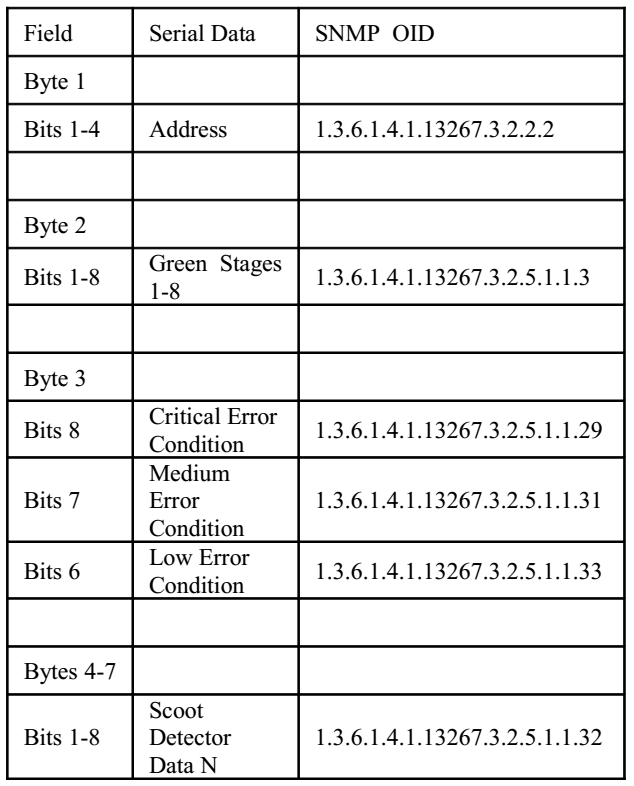 Field Serial Data SNMP OID
Byte 1
Bits 1-4 Address 1.3.6.1.4.1.13267.3.2.2.2
Byte 2
Bits 1-8 Green Stages 1.3.6.1.4.1.13267.3.2.5.1.1.3
1-8
Byte 3
Bits 8 Critical Error 1.3.6.1.4.1.13267.3.2.5.1.1.29
Condition
Bits 7 Medium 1.3.6.1.4.1.13267.3.2.5.1.1.31
Error
Condition
Bits 6 Low Error 1.3.6.1.4.1.13267.3.2.5.1.1.33
Condition
Bytes 4-7
Bits 1-8 Scoot 1.3.6.1.4.1.13267.3.2.5.1.1.32
Detector
Data N